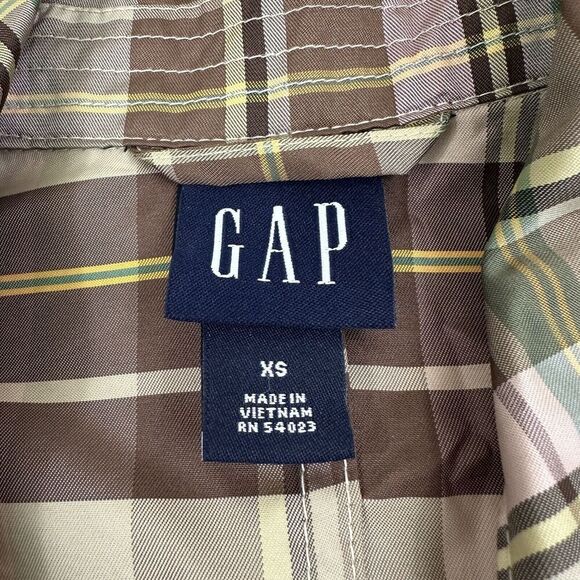 GAP
XS
MADE IN
VIETNAM
RN 54023